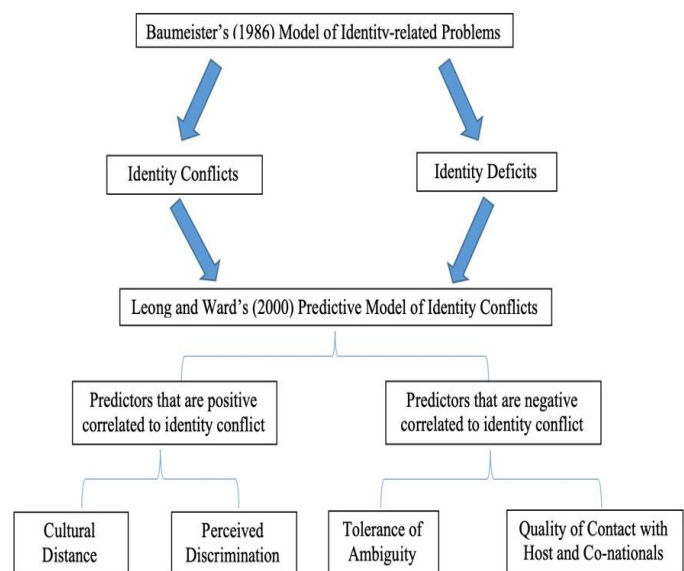 Baumeister's (1986) Model of Identity-related Problems
Identity Conflicts
Identity Deficits
Leong and Ward's (2000) Predictive Model of Identity Conflicts
Predictors that are positive
correlated to identity conflict
Predictors that are negative
correlated to identity conflict
Cultural
Distance
Perceived
Discrimination
Tolerance of
Ambiguity
Quality of Contact with
Host and Co-nationals